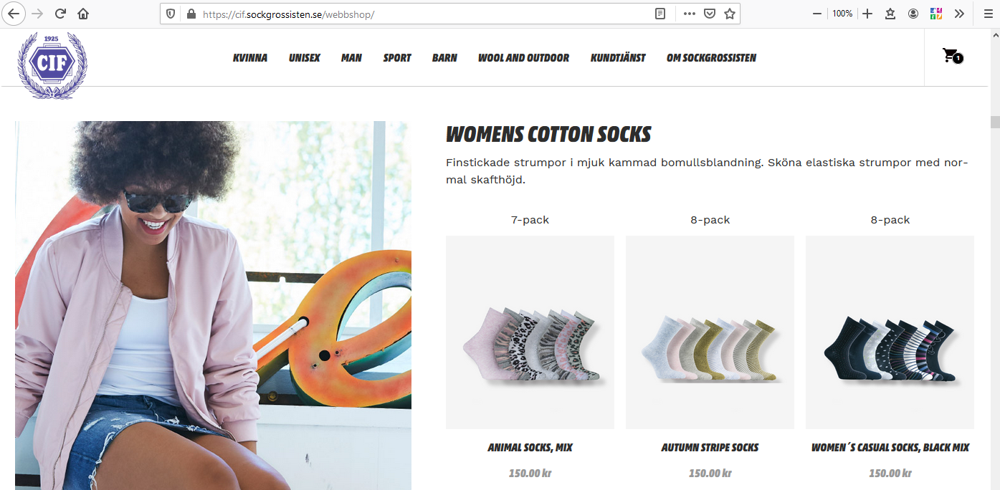 https://cif.sockgrossisten.se/webbshop/
100%
1925
CIF
KVINNA UNISEX MAN SPORT BARN WOOL AND OUTDOOR KUNDTJÄNST OM SOCKGROSSISTEN
1
WOMENS COTTON SOCKS
Finstickade strumpor i mjuk kammad bomullsblandning. Sköna elastiska strumpor med nor-
mal skafthöjd.
7-pack 8-pack 8-pack
ANIMAL SOCKS, MIX AUTUMN STRIPE SOCKS WOMEN´S CASUAL SOCKS, BLACK MIX
150.00 kr 150.00 kr 150.00 kr